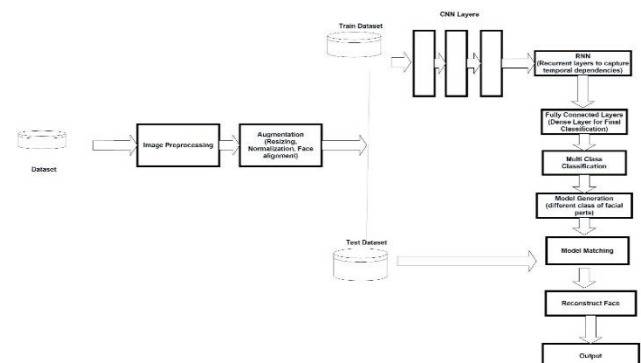 CNN Layers
Train Dataset
RNN
(Recurrent layers to capture
temporal dependencies)
Fully Connected Layers
(Dense Layer for Final
Classification)
Dataset
Image Preprocessing
Augmentation
(Resizing,
Normalization, Face
alignment)
Multi Class
Classification
Model Generation
(different class of facial
parts)
Test Dataset
Model Matching
Reconstruct Face
Output